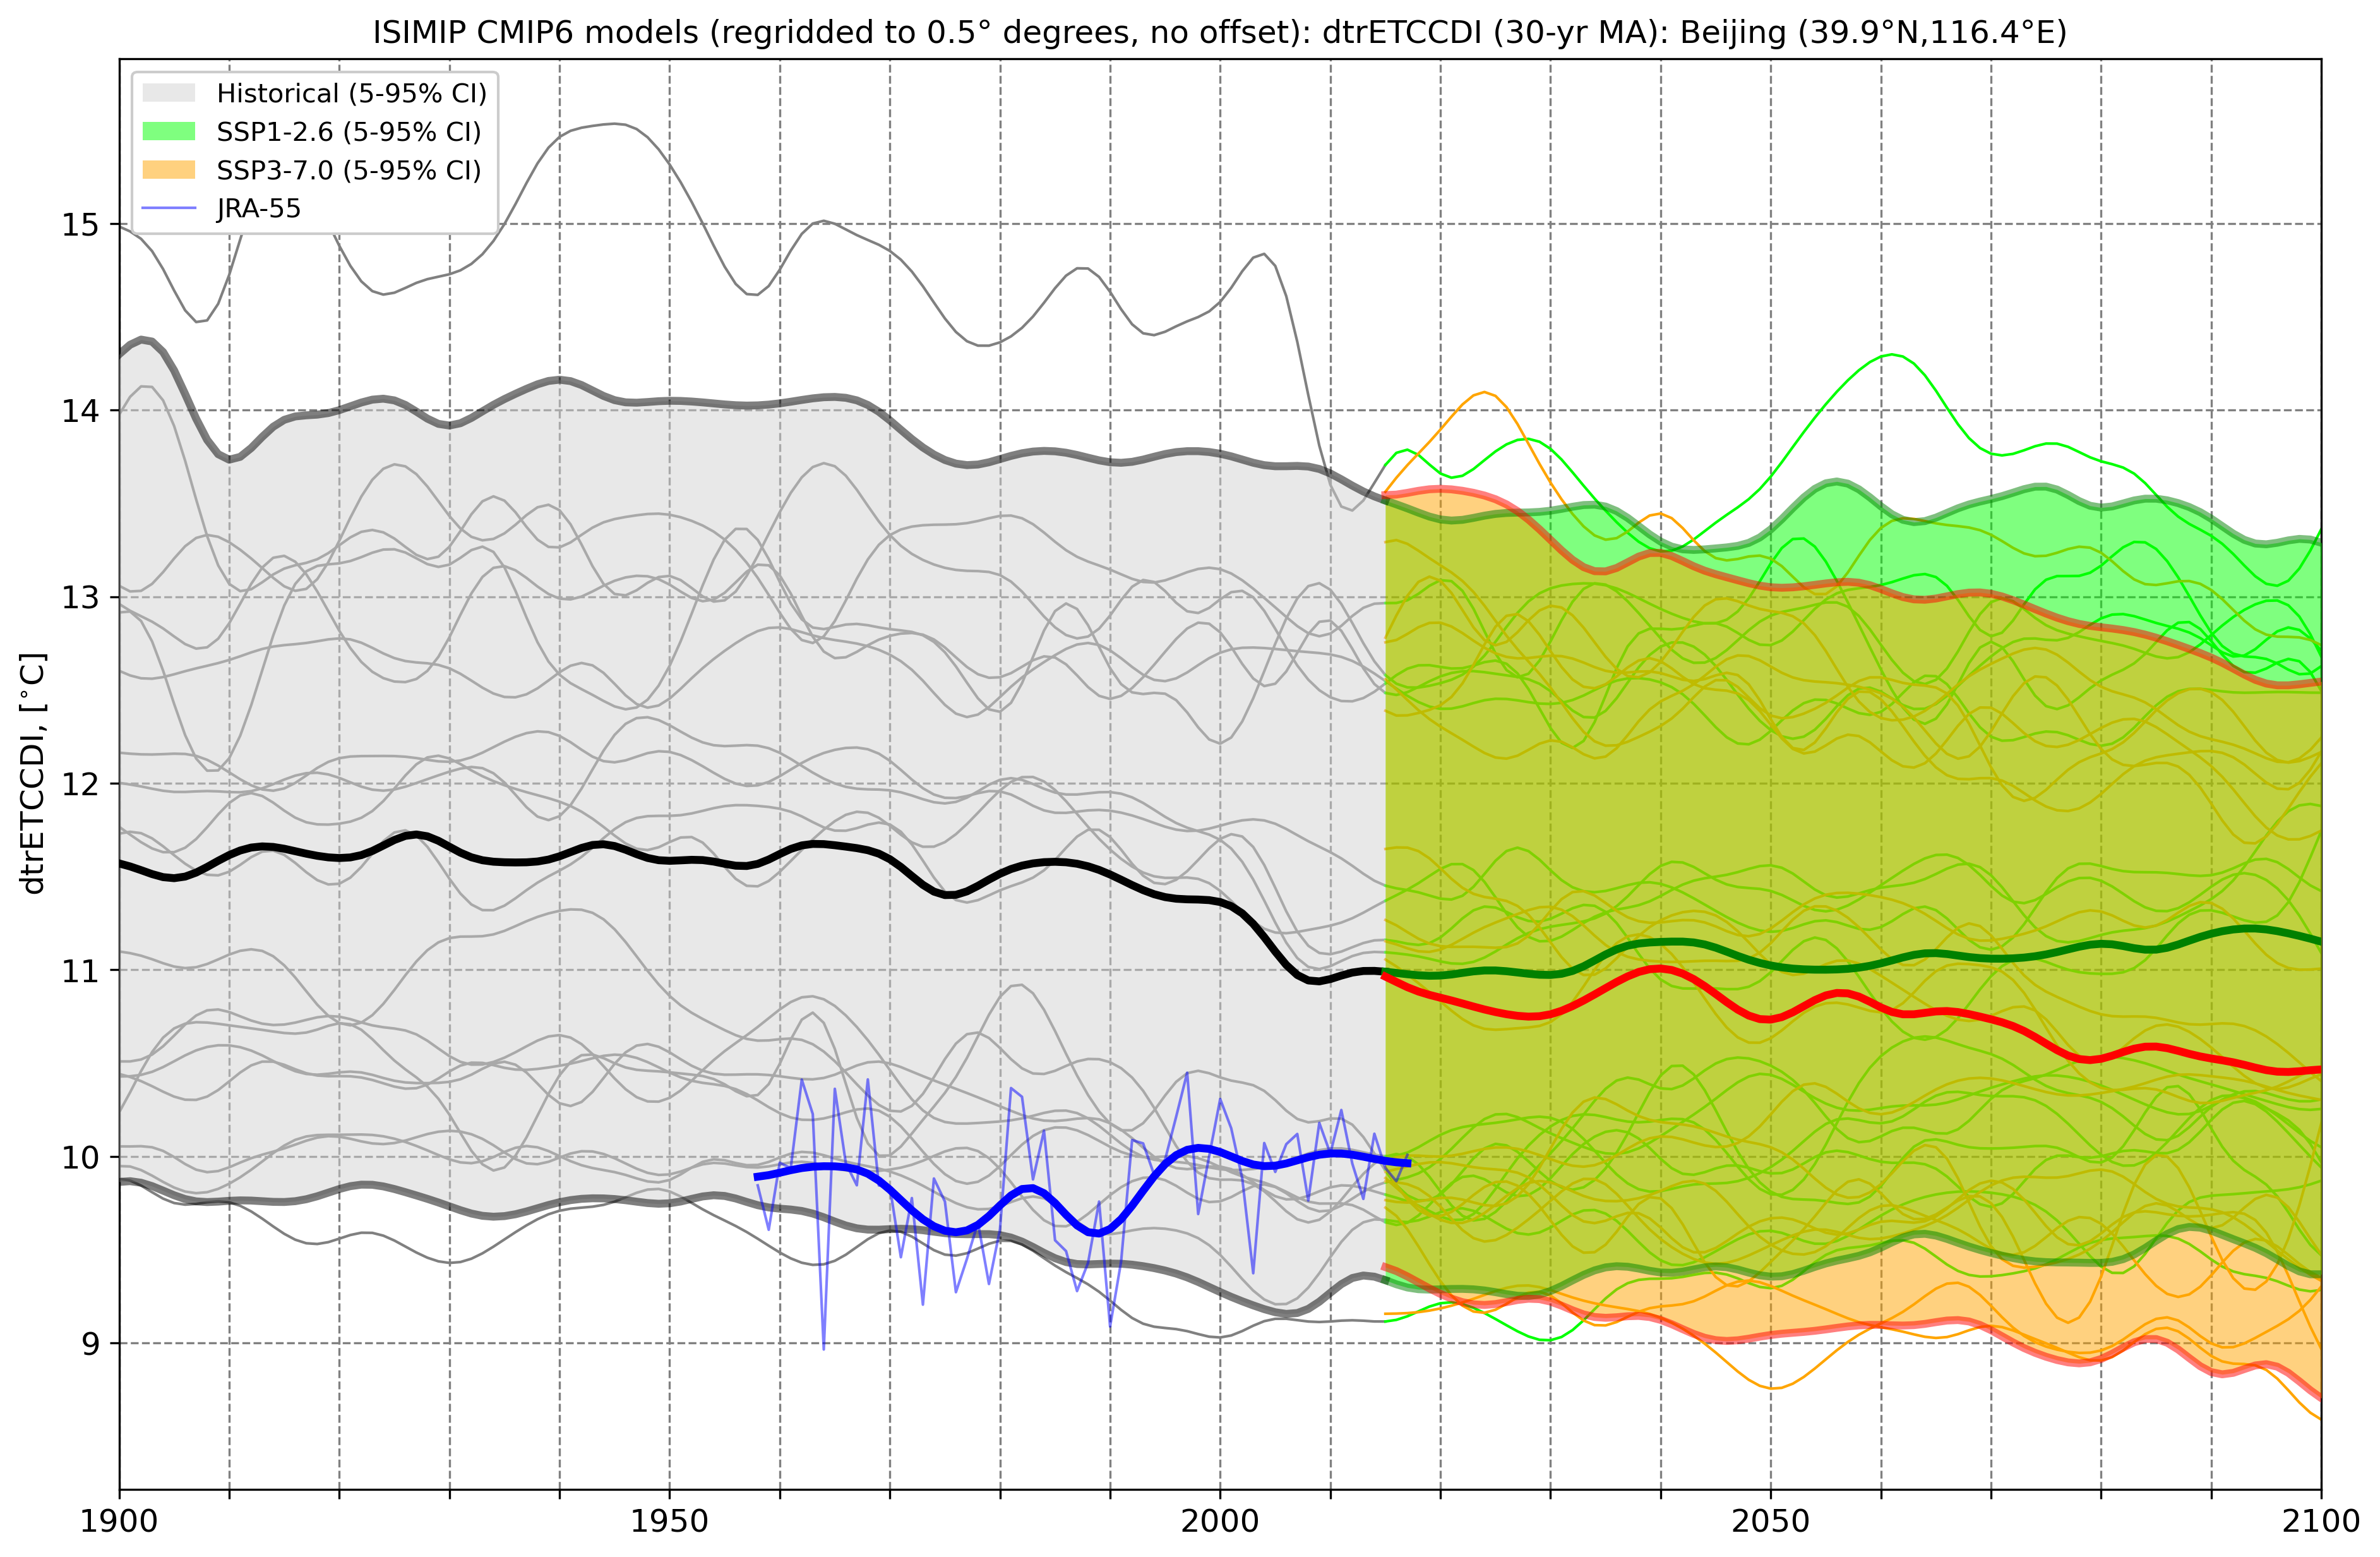 ISIMIP CMIP6 models (regridded to 0.5° degrees, no offset): dtrETCCDI (30-yr MA): Beijing (39.9°N,116.4°E)
Historical (5-95% CI)
SSP1-2.6 (5-95% CI)
SSP3-7.0 (5-95% CI)
JRA-55
dtrETCCDI, [°C]
15
14
13
12
11
10
9
1900
1950
2000
2050
2100